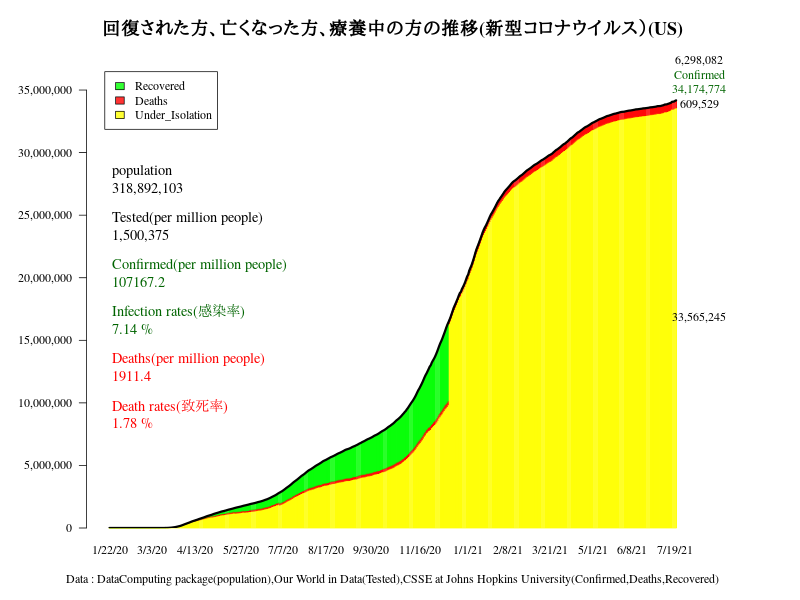 回復された方、亡くなった方、療養中の方の推移(新型コロナウイルス）(US)
6,298,082
Confirmed
34,174,774
609,529
33,565,245
Recovered
Deaths
Under_Isolation
population
318,892,103
Tested(per million people)
1,500,375
Confirmed(per million people)
107167.2
Infection rates(感染率)
7.14 %
Deaths(per million people)
1911.4
Death rates(致死率)
1.78 %
35,000,000
30,000,000
25,000,000
20,000,000
15,000,000
10,000,000
5,000,000
0
1/22/20 3/3/20 4/13/20 5/27/20 7/7/20 8/17/20 9/30/20 11/16/20 1/1/21 2/8/21 3/21/21 5/1/21 6/8/21 7/19/21
Data : DataComputing package(population),Our World in Data(Tested),CSSE at Johns Hopkins University(Confirmed,Deaths,Recovered)